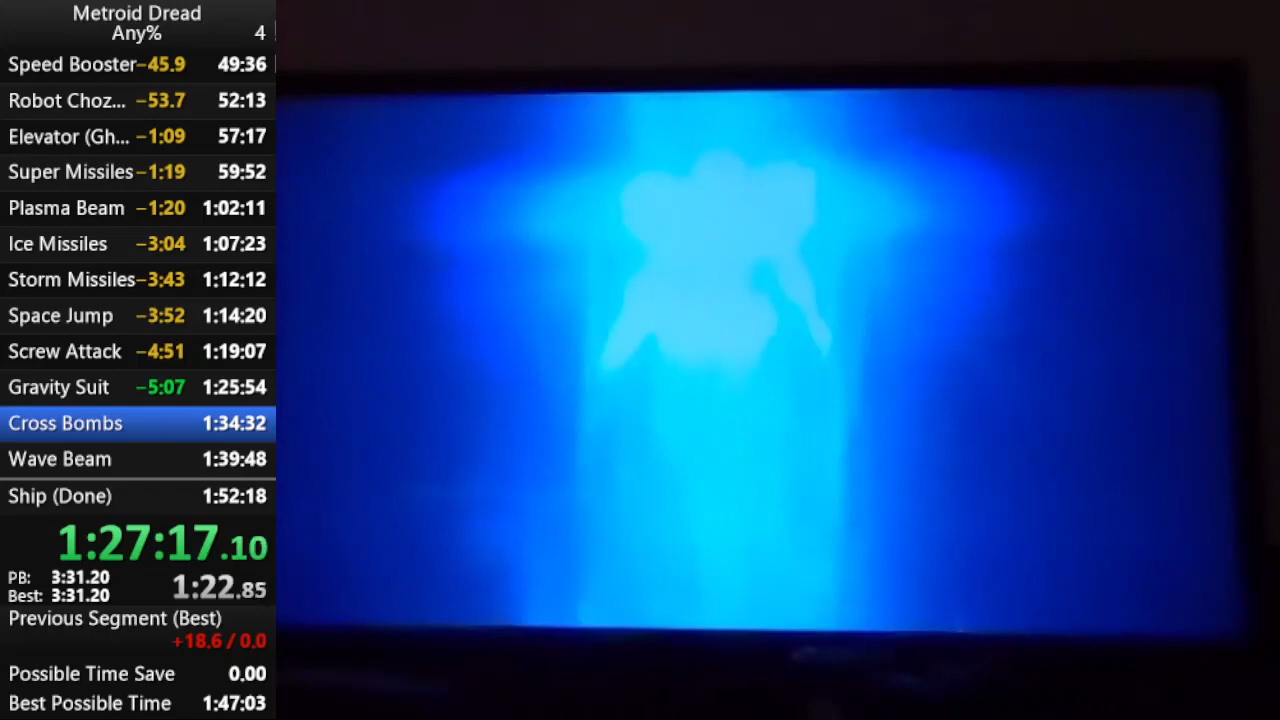 Metroid Dread
Any% 4
Speed Booster -45.9 49:36
Robot Choz... -53.7 52:13
Elevator (Gh... -1:09 57:17
Super Missiles -1:19 59:52
Plasma Beam -1:20 1:02:11
Ice Missiles -3:04 1:07:23
Storm Missiles -3:43 1:12:12
Space Jump -3:52 1:14:20
Screw Attack -4:51 1:19:07
Gravity Suit -5:07 1:25:54
Cross Bombs 1:34:32
Wave Beam 1:39:48
Ship (Done) 1:52:18
1:27:17.10
PB: 3:31.20
Best: 3:31.20
1:22.85
Previous Segment (Best)
+18.6 / 0.0
Possible Time Save 0.00
Best Possible Time 1:47:03